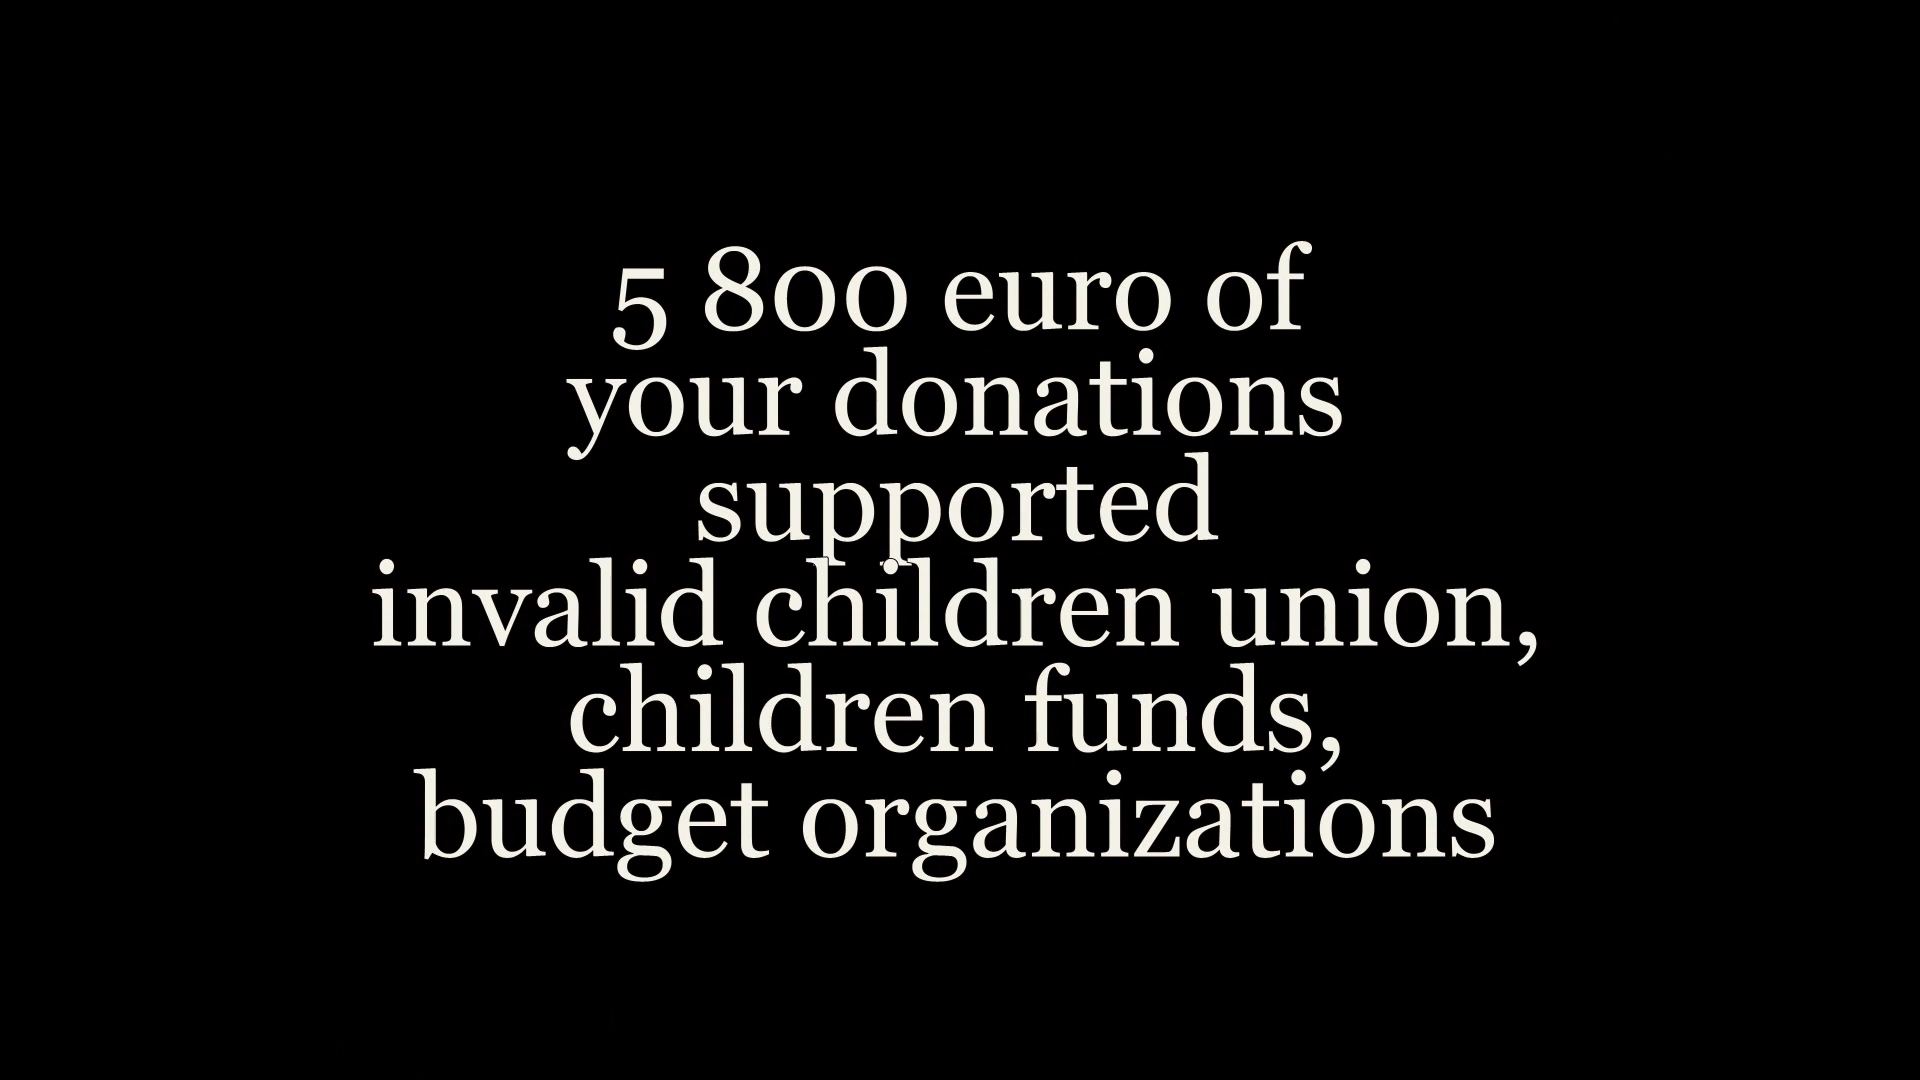 5 800 euro of
your donations
supported
invalid children union,
children funds,
budget organizations